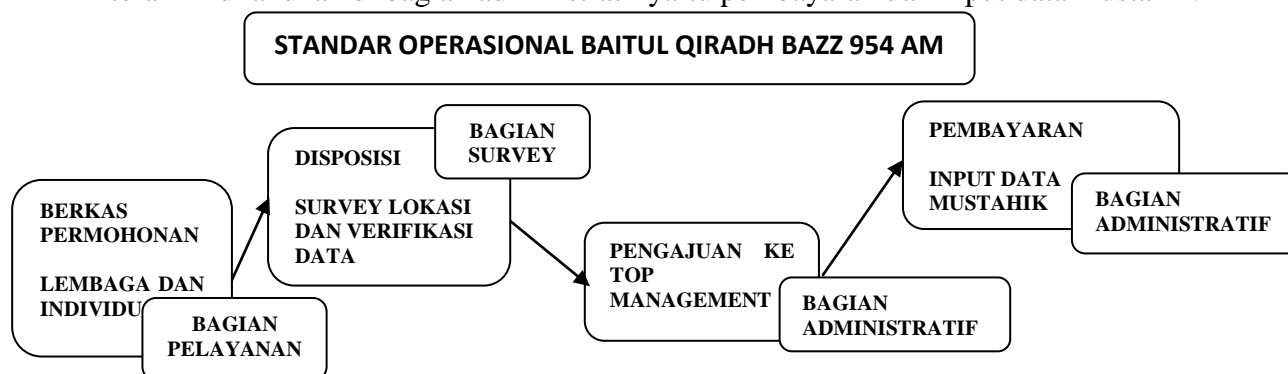 STANDAR OPERASIONAL BAITUL QIRADH BAZZ 954 AM
BERKAS
PERMOHONAN
LEMBAGA DAN
INDIVIDU
BAGIAN
PELAYANAN
DISPOSISI
SURVEY LOKASI
DAN VERIFIKASI
DATA
BAGIAN
SURVEY
PENGAJUAN KE
TOP
MANAGEMENT
BAGIAN
ADMINISTRATIF
PEMBAYARAN
INPUT DATA
MUSTAHIK
BAGIAN
ADMINISTRATIF